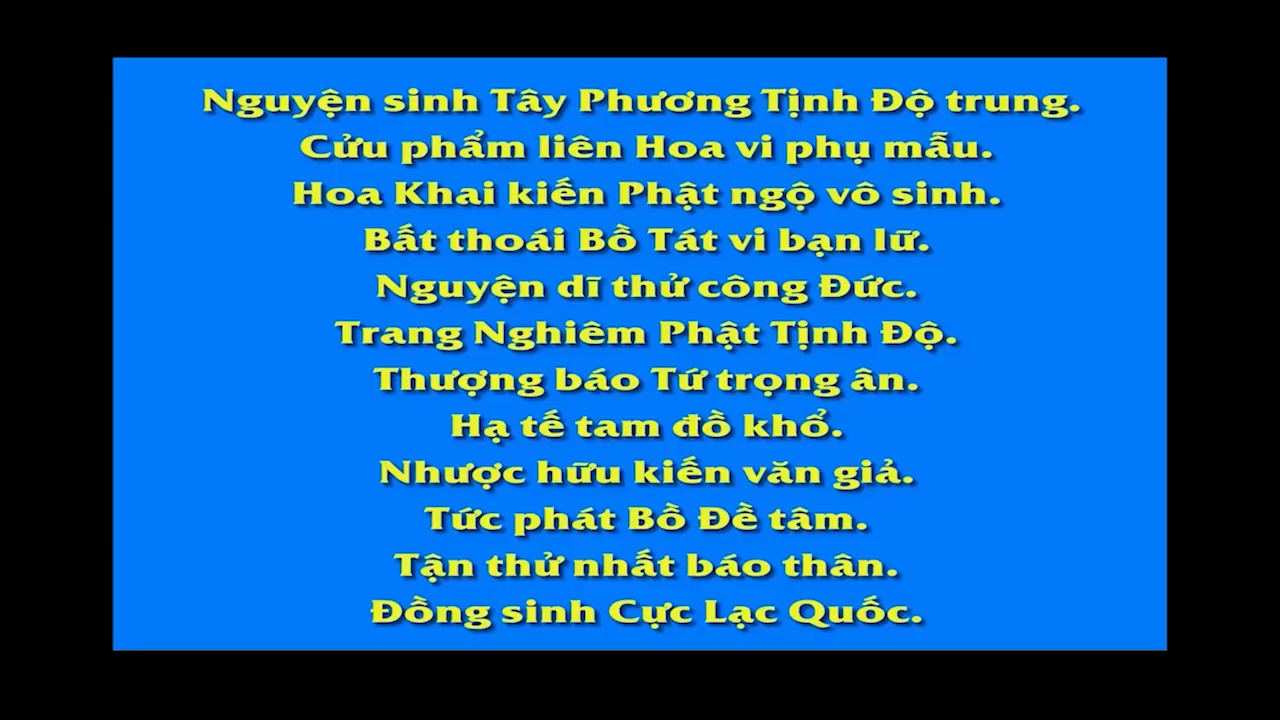 Nguyện sinh Tây Phương Tịnh Độ trung.
Cửu phẩm liên Hoa vi phụ mẫu.
Hoa Khai kiến Phật ngộ vô sinh.
Bất thoái Bồ Tát vi bạn lữ.
Nguyện dĩ thử công Đức.
Trang Nghiêm Phật Tịnh Độ.
Thượng báo Tứ trọng ân.
Hạ tế tam đồ khổ.
Nhược hữu kiến văn giả.
Tức phát Bồ Đề tâm.
Tận thử nhất báo thân.
Đồng sinh Cực Lạc Quốc.